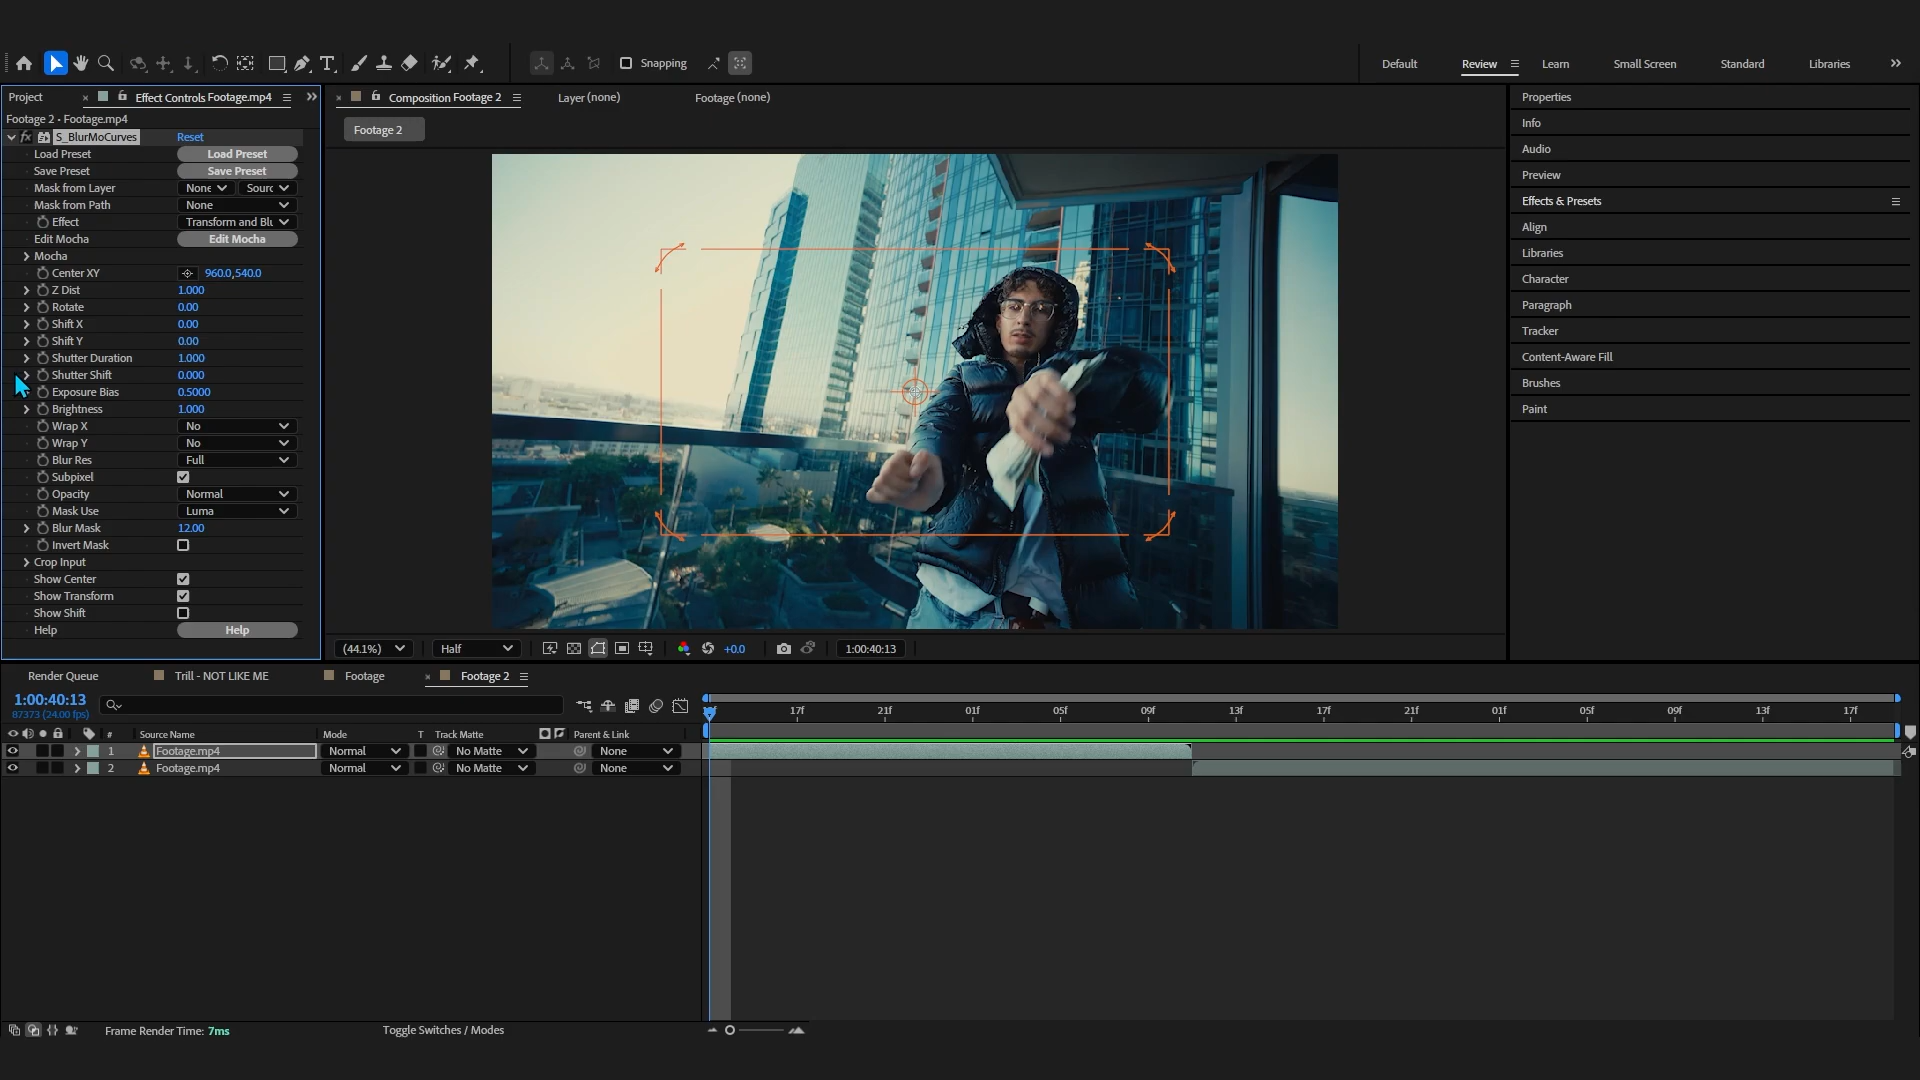 Snapping
Default
Review
Learn
Small Screen
Standard
Libraries
Project
Effect Controls Footage.mp4
Composition Footage 2
Layer (none)
Footage (none)
Footage 2 • Footage.mp4
Footage 2
fx S_BlurMoCurves Reset
Load Preset Load Preset
Save Preset Save Preset
Mask from Layer None Sourc
Mask from Path None
Effect Transform and Blu
Edit Mocha Edit Mocha
Mocha
Center XY 960.0,540.0
Z Dist 1.000
Rotate 0.00
Shift X 0.00
Shift Y 0.00
Shutter Duration 1.000
Shutter Shift 0.000
Exposure Bias 0.5000
Brightness 1.000
Wrap X No
Wrap Y No
Blur Res Full
Subpixel
Opacity Normal
Mask Use Luma
Blur Mask 12.00
Invert Mask
Crop Input
Show Center
Show Transform
Show Shift
Help Help
(44.1%) Half +0.0 1:00:40:13
Properties
Info
Audio
Preview
Effects & Presets
Align
Libraries
Character
Paragraph
Tracker
Content-Aware Fill
Brushes
Paint
Render Queue
Trill - NOT LIKE ME
Footage
Footage 2
1:00:40:13
87373 (24.00 fps)
17f 21f 01f 05f 09f 13f 17f 21f 01f 05f 09f 13f 17f
# Source Name Mode T Track Matte Parent & Link
1 Footage.mp4 Normal No Matte None
2 Footage.mp4 Normal No Matte None
Frame Render Time: 7ms
Toggle Switches / Modes